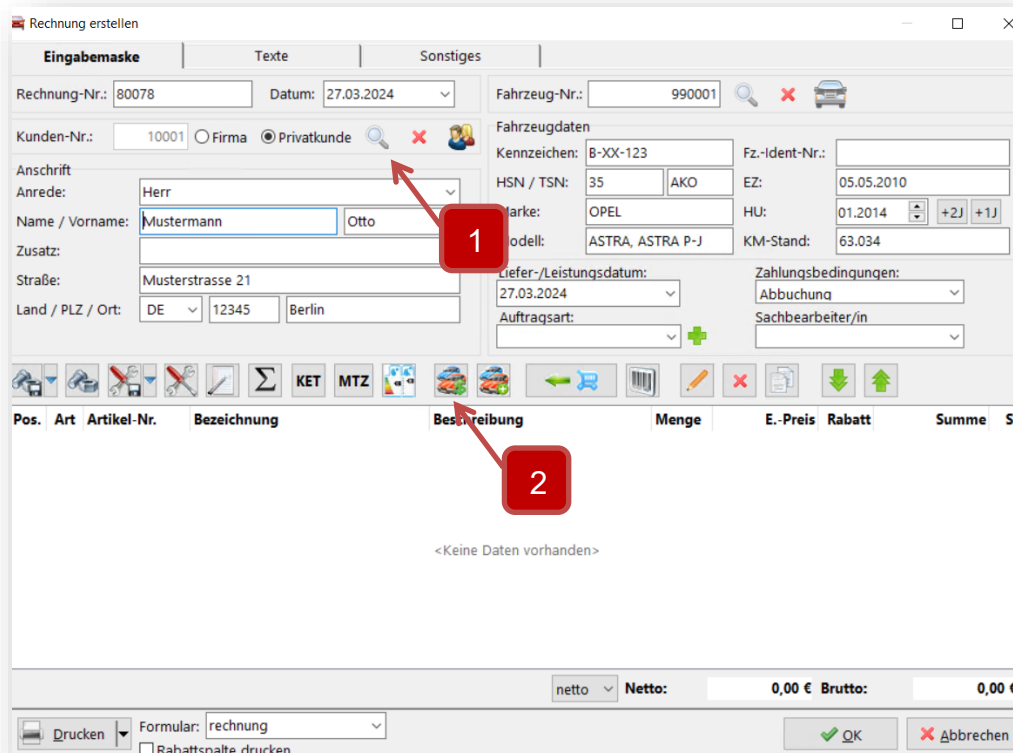 Rechnung erstellen
Eingabemaske Texte Sonstiges
Rechnung-Nr.: 80078 Datum: 27.03.2024
Kunden-Nr.: 10001 Firma Privatkunde
Anschrift
Anrede: Herr
Name / Vorname: Mustermann Otto
Zusatz:
Straße: Musterstrasse 21
Land / PLZ / Ort: DE 12345 Berlin
Fahrzeug-Nr.: 990001
Fahrzeugdaten
Kennzeichen: B-XX-123 Fz.-Ident-Nr.:
HSN / TSN: 35 AKO EZ: 05.05.2010
arke: OPEL HU: 01.2014 +2J +1J
odell: ASTRA, ASTRA P-J KM-Stand: 63.034
1
Liefer-/Leistungsdatum: Zahlungsbedingungen:
27.03.2024 Abbuchung
Auftragsart: Sachbearbeiter/in
Σ KET MTZ
Pos. Art Artikel-Nr. Bezeichnung Beschreibung Menge E.-Preis Rabatt Summe S
2
<Keine Daten vorhanden>
netto Netto: 0,00 € Brutto: 0,00 €
Drucken Formular: rechnung OK Abbrechen
Rabattspalte drucken